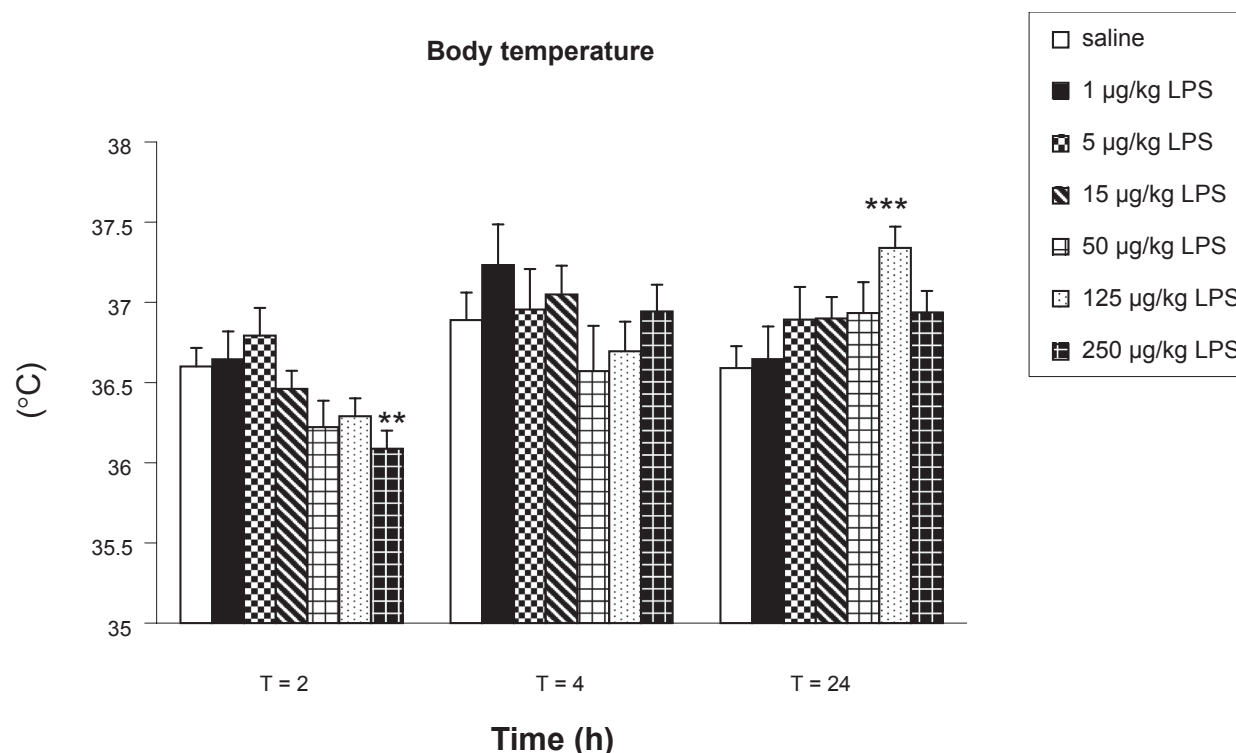 Body temperature
saline
1 µg/kg LPS
5 µg/kg LPS
15 µg/kg LPS
50 µg/kg LPS
125 µg/kg LPS
250 µg/kg LPS
38
37.5
37
36.5
36
35.5
35
(°C)
**
***
T = 2
T = 4
T = 24
Time (h)